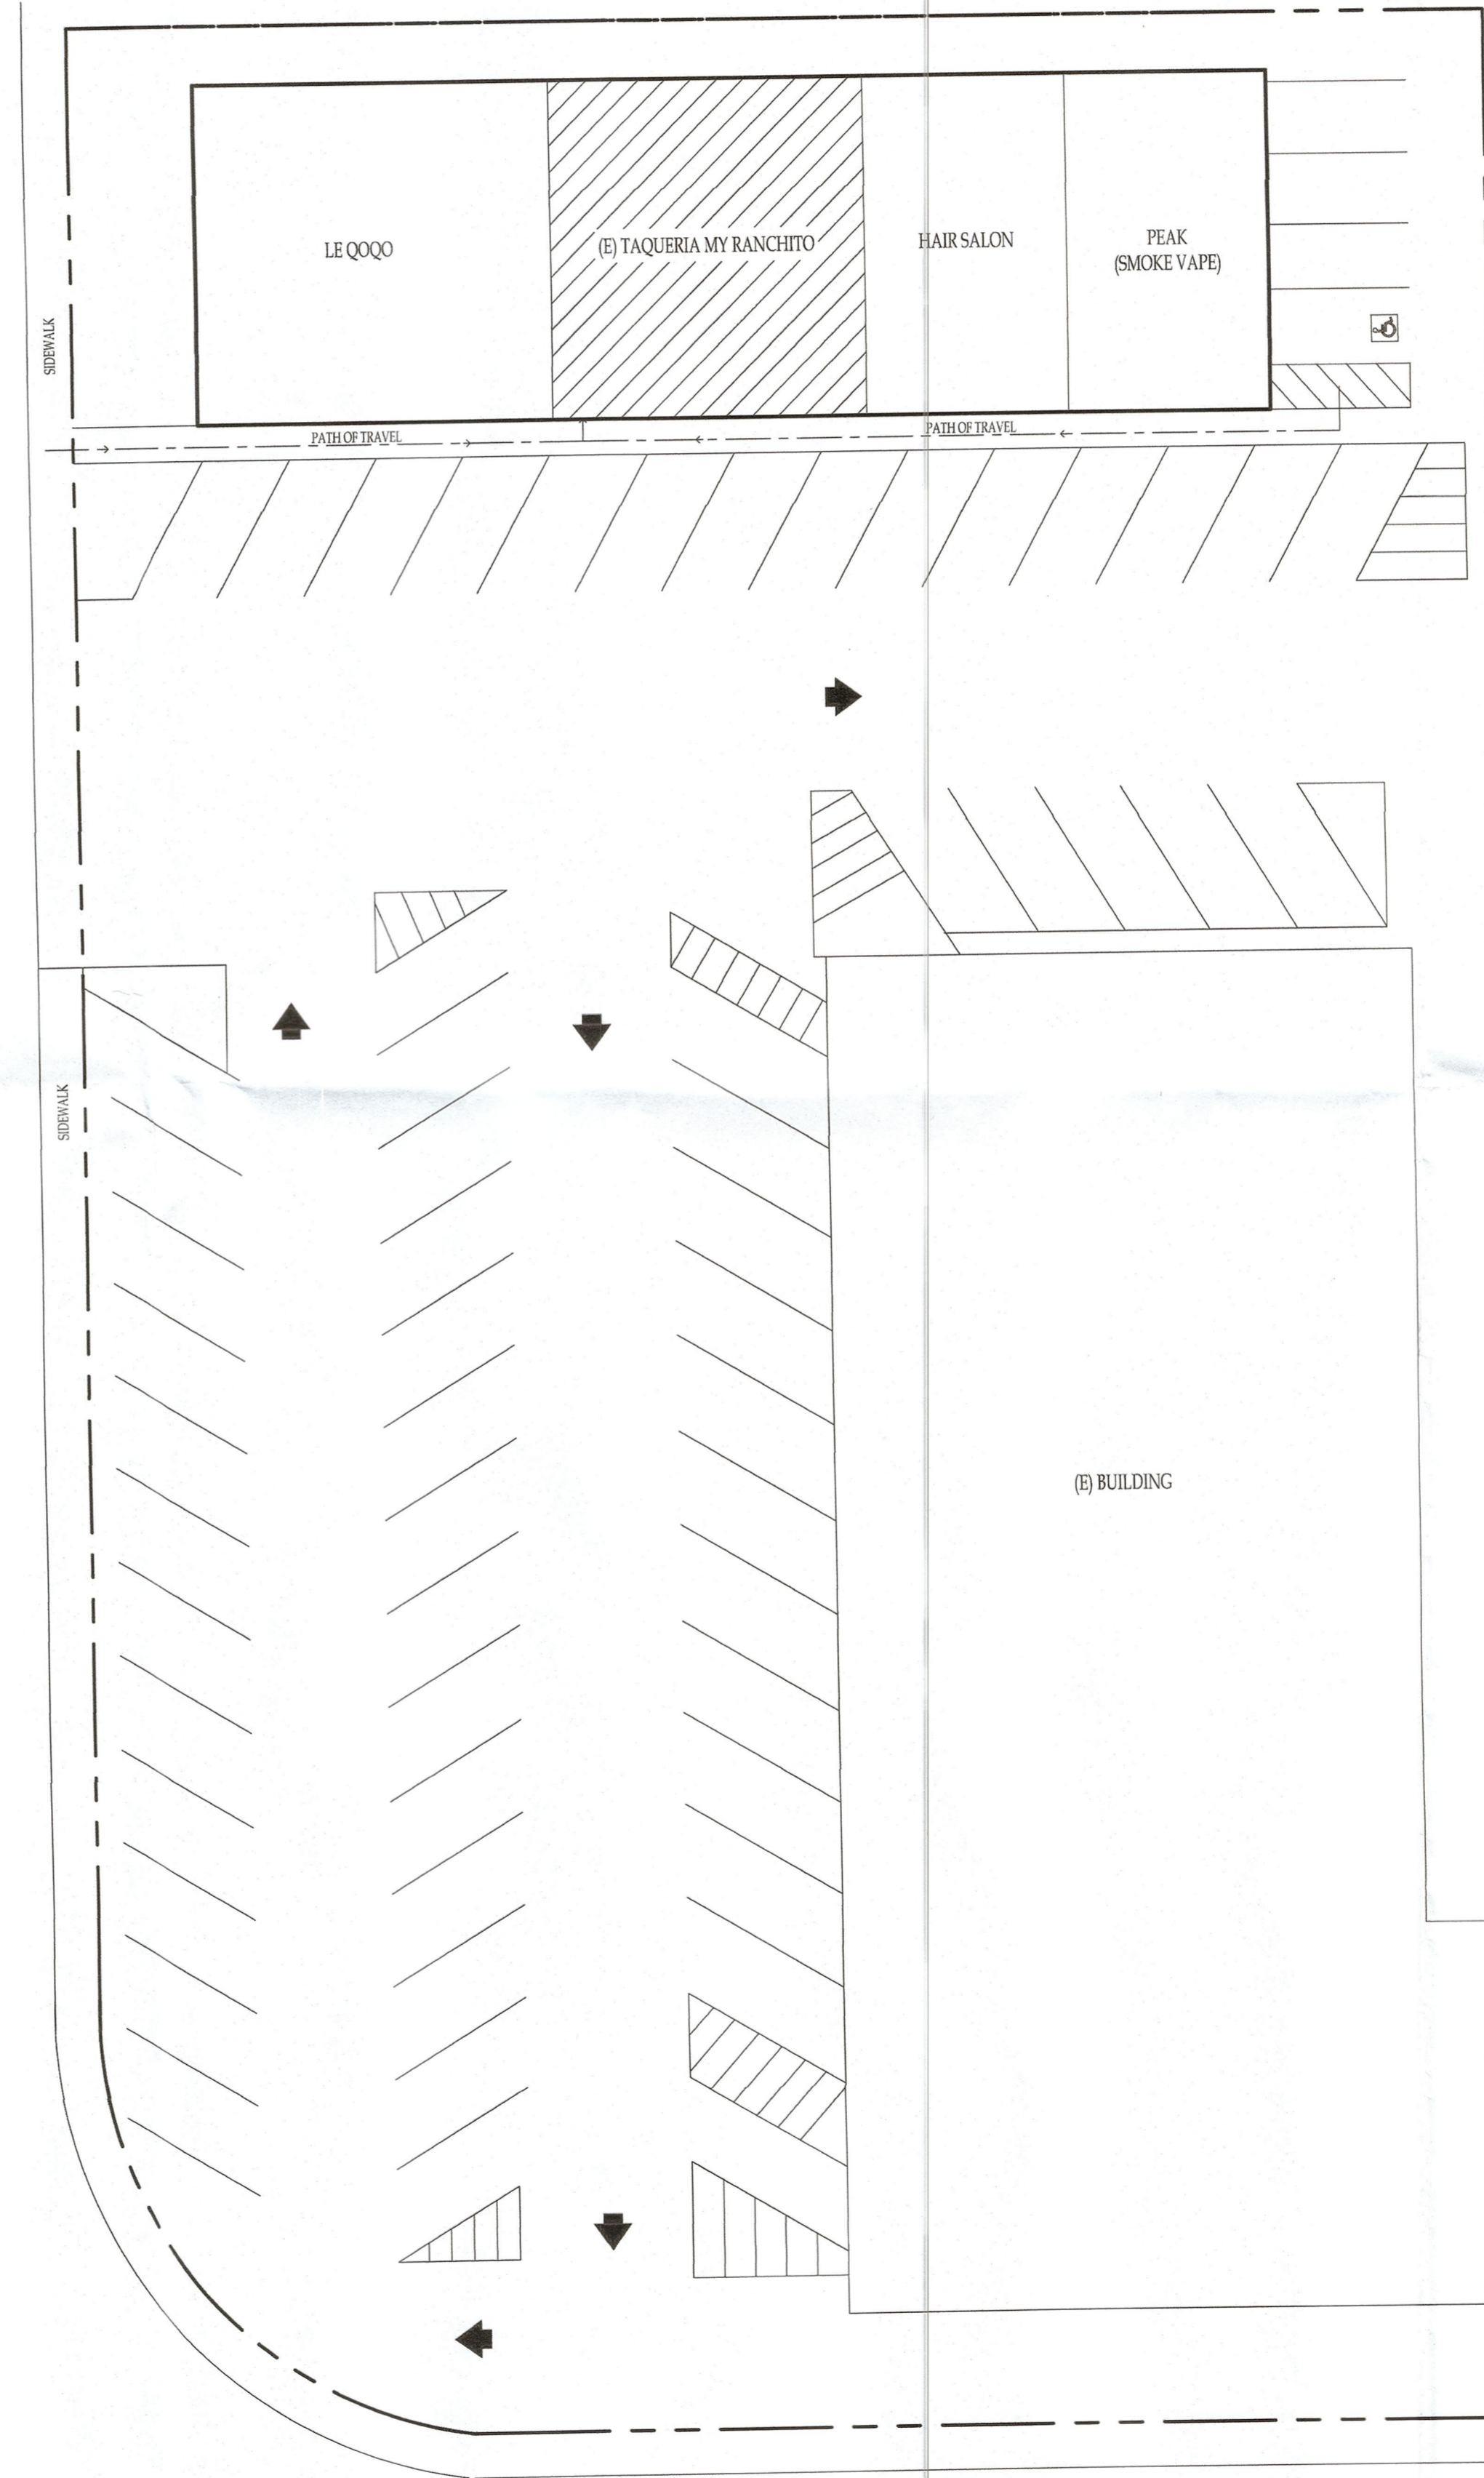 LE QOQO
(E) TAQUERIA MY RANCHITO
HAIR SALON
PEAK
(SMOKE VAPE)
SIDEWALK
PATH OF TRAVEL
PATH OF TRAVEL
SIDEWALK
(E) BUILDING